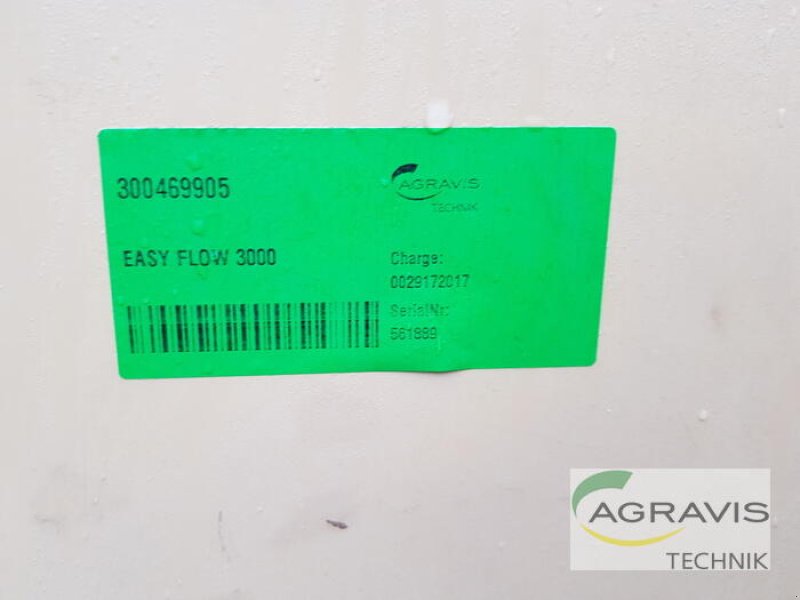 300469905
AGRAVIS
TECHNIK
EASY FLOW 3000
Charge:
0029172017
SerialNr:
561889
AGRAVIS
TECHNIK